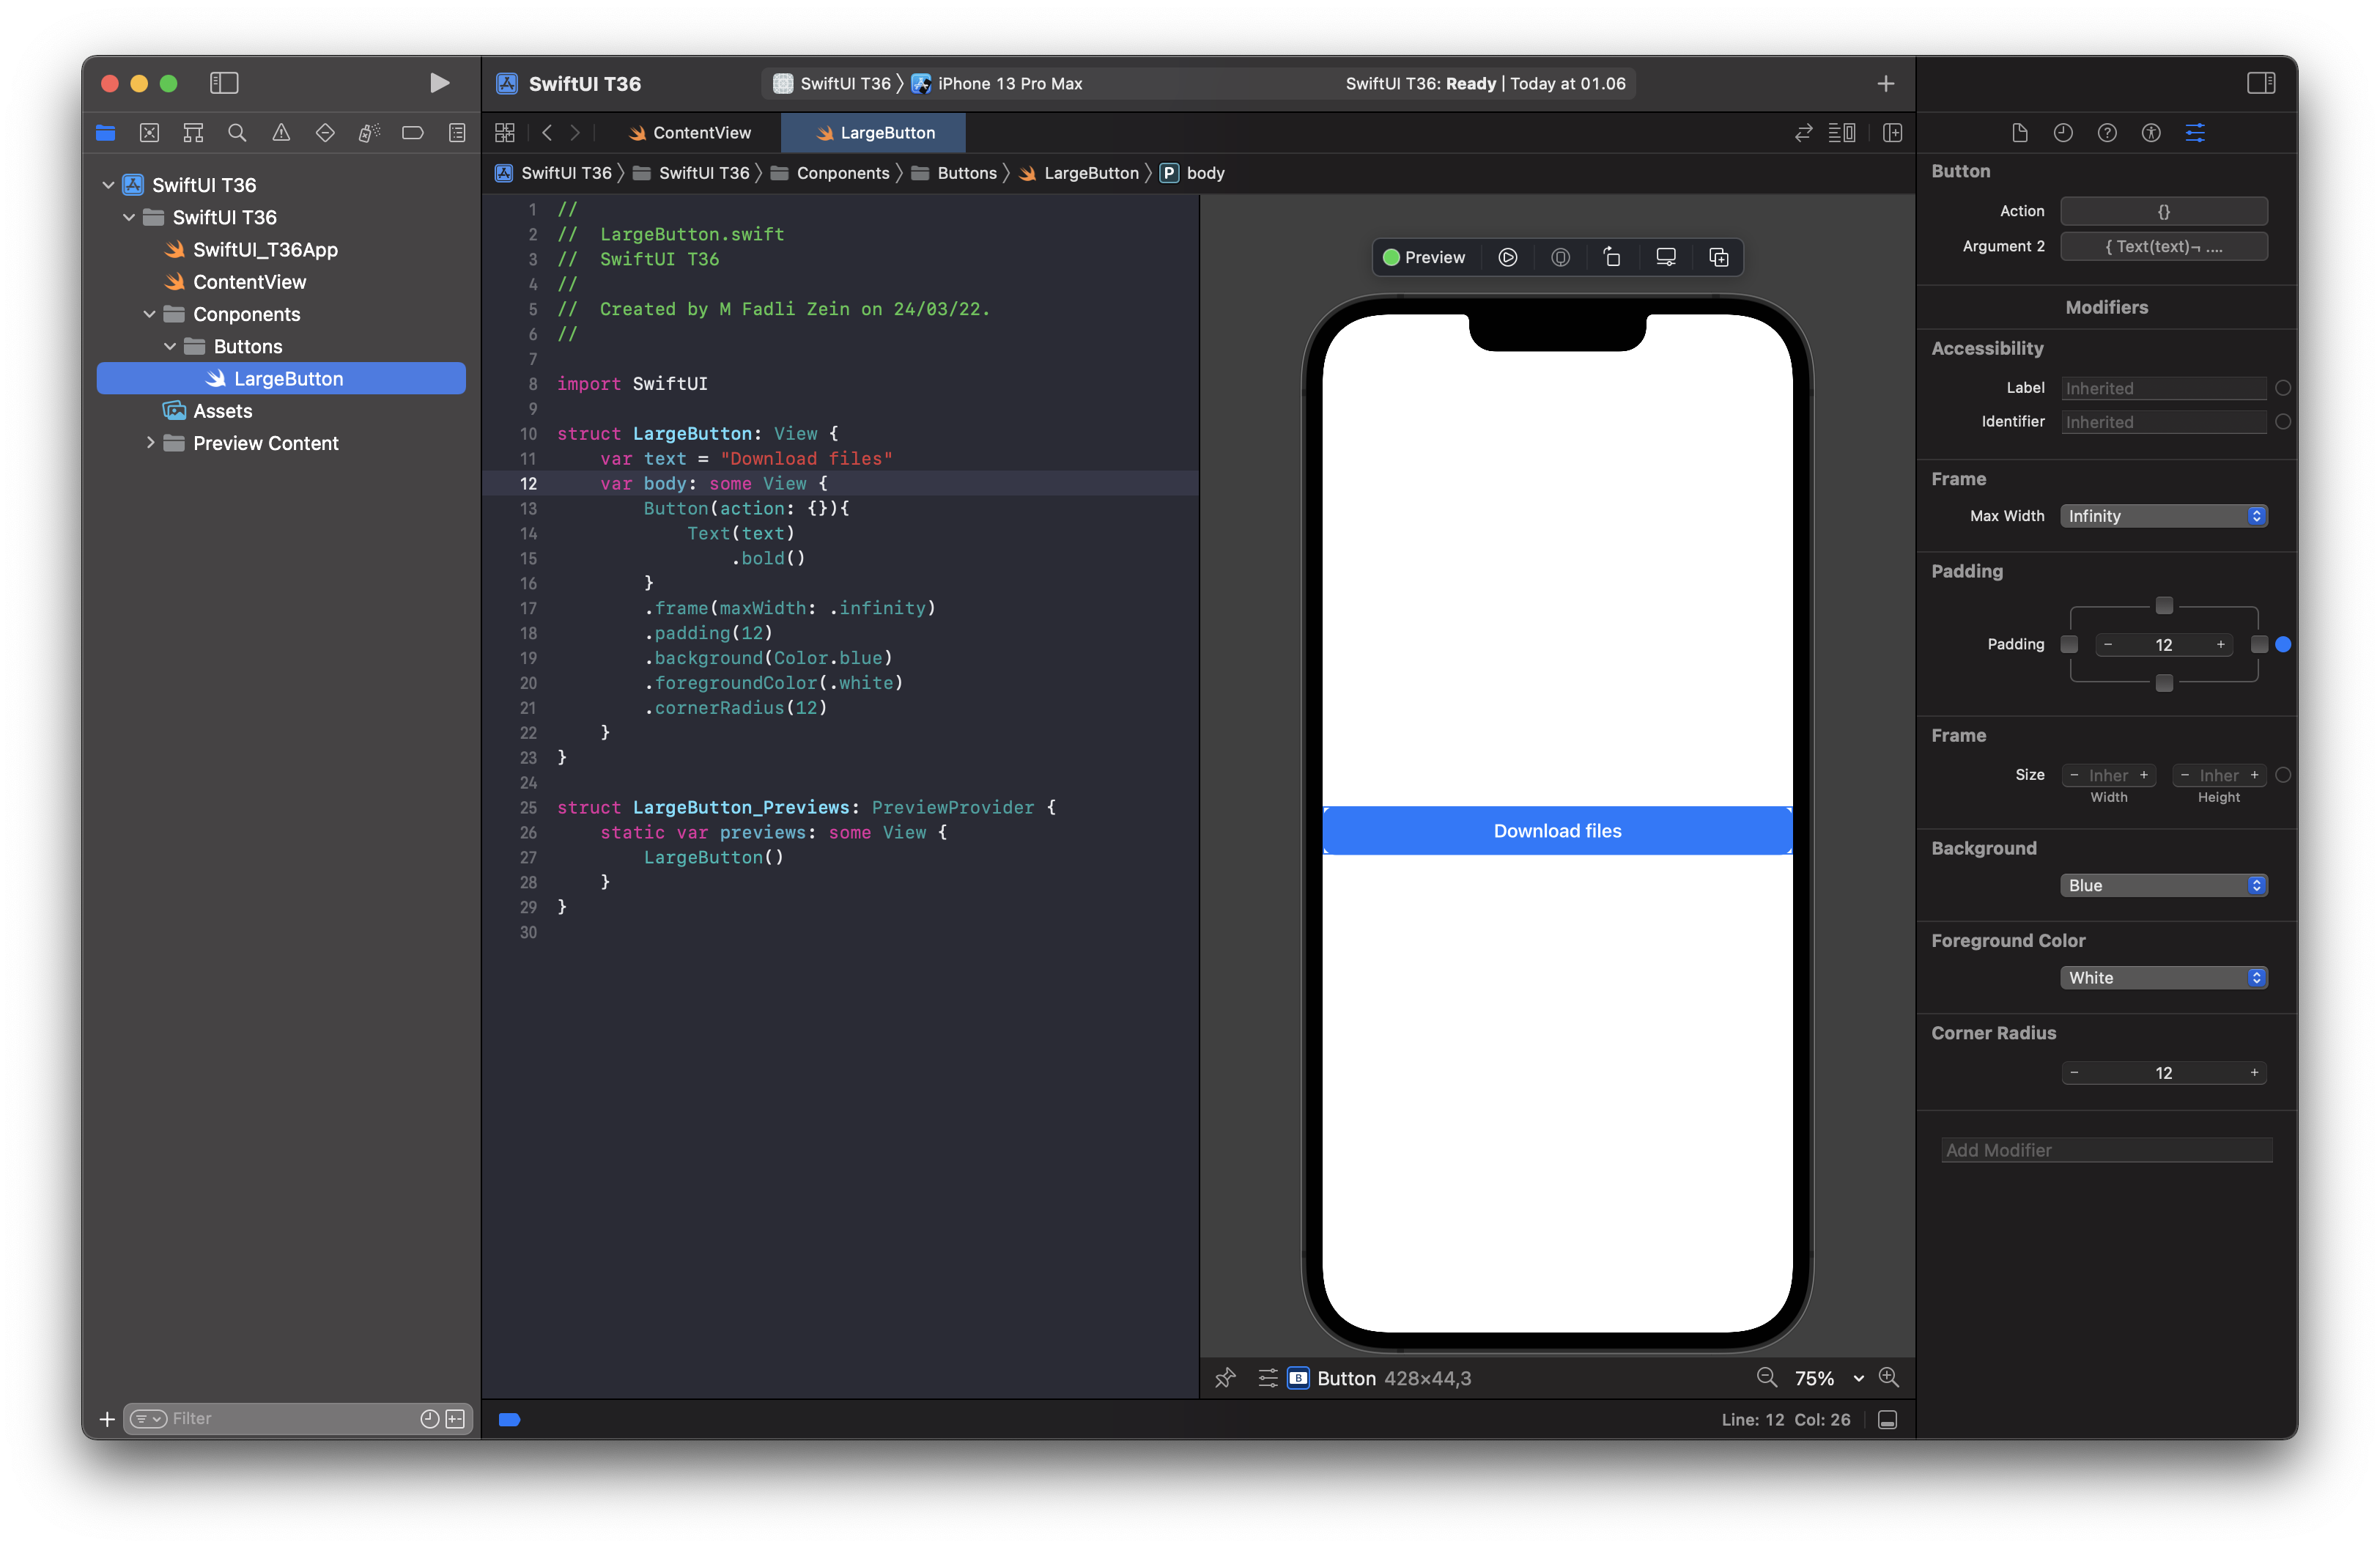 SwiftUI T36
SwiftUI T36 iPhone 13 Pro Max
SwiftUI T36: Ready | Today at 01.06
ContentView
LargeButton
SwiftUI T36 SwiftUI T36 Conponents Buttons LargeButton P body
SwiftUI T36
SwiftUI T36
SwiftUI_T36App
ContentView
Conponents
Buttons
LargeButton
Assets
Preview Content
Filter
1 //
2 //  LargeButton.swift
3 //  SwiftUI T36
4 //
5 //  Created by M Fadli Zein on 24/03/22.
6 //
7
8 import SwiftUI
9
10 struct LargeButton: View {
11     var text = "Download files"
12     var body: some View {
13         Button(action: {}){
14             Text(text)
15                 .bold()
16         }
17         .frame(maxWidth: .infinity)
18         .padding(12)
19         .background(Color.blue)
20         .foregroundColor(.white)
21         .cornerRadius(12)
22     }
23 }
24
25 struct LargeButton_Previews: PreviewProvider {
26     static var previews: some View {
27         LargeButton()
28     }
29 }
30
Preview
Download files
B Button 428×44,3
75%
Line: 12 Col: 26
Button
Action {}
Argument 2 { Text(text)¬ ....
Modifiers
Accessibility
Label Inherited
Identifier Inherited
Frame
Max Width Infinity
Padding
Padding − 12 +
Frame
Size − Inher + − Inher +
Width Height
Background
Blue
Foreground Color
White
Corner Radius
− 12 +
Add Modifier